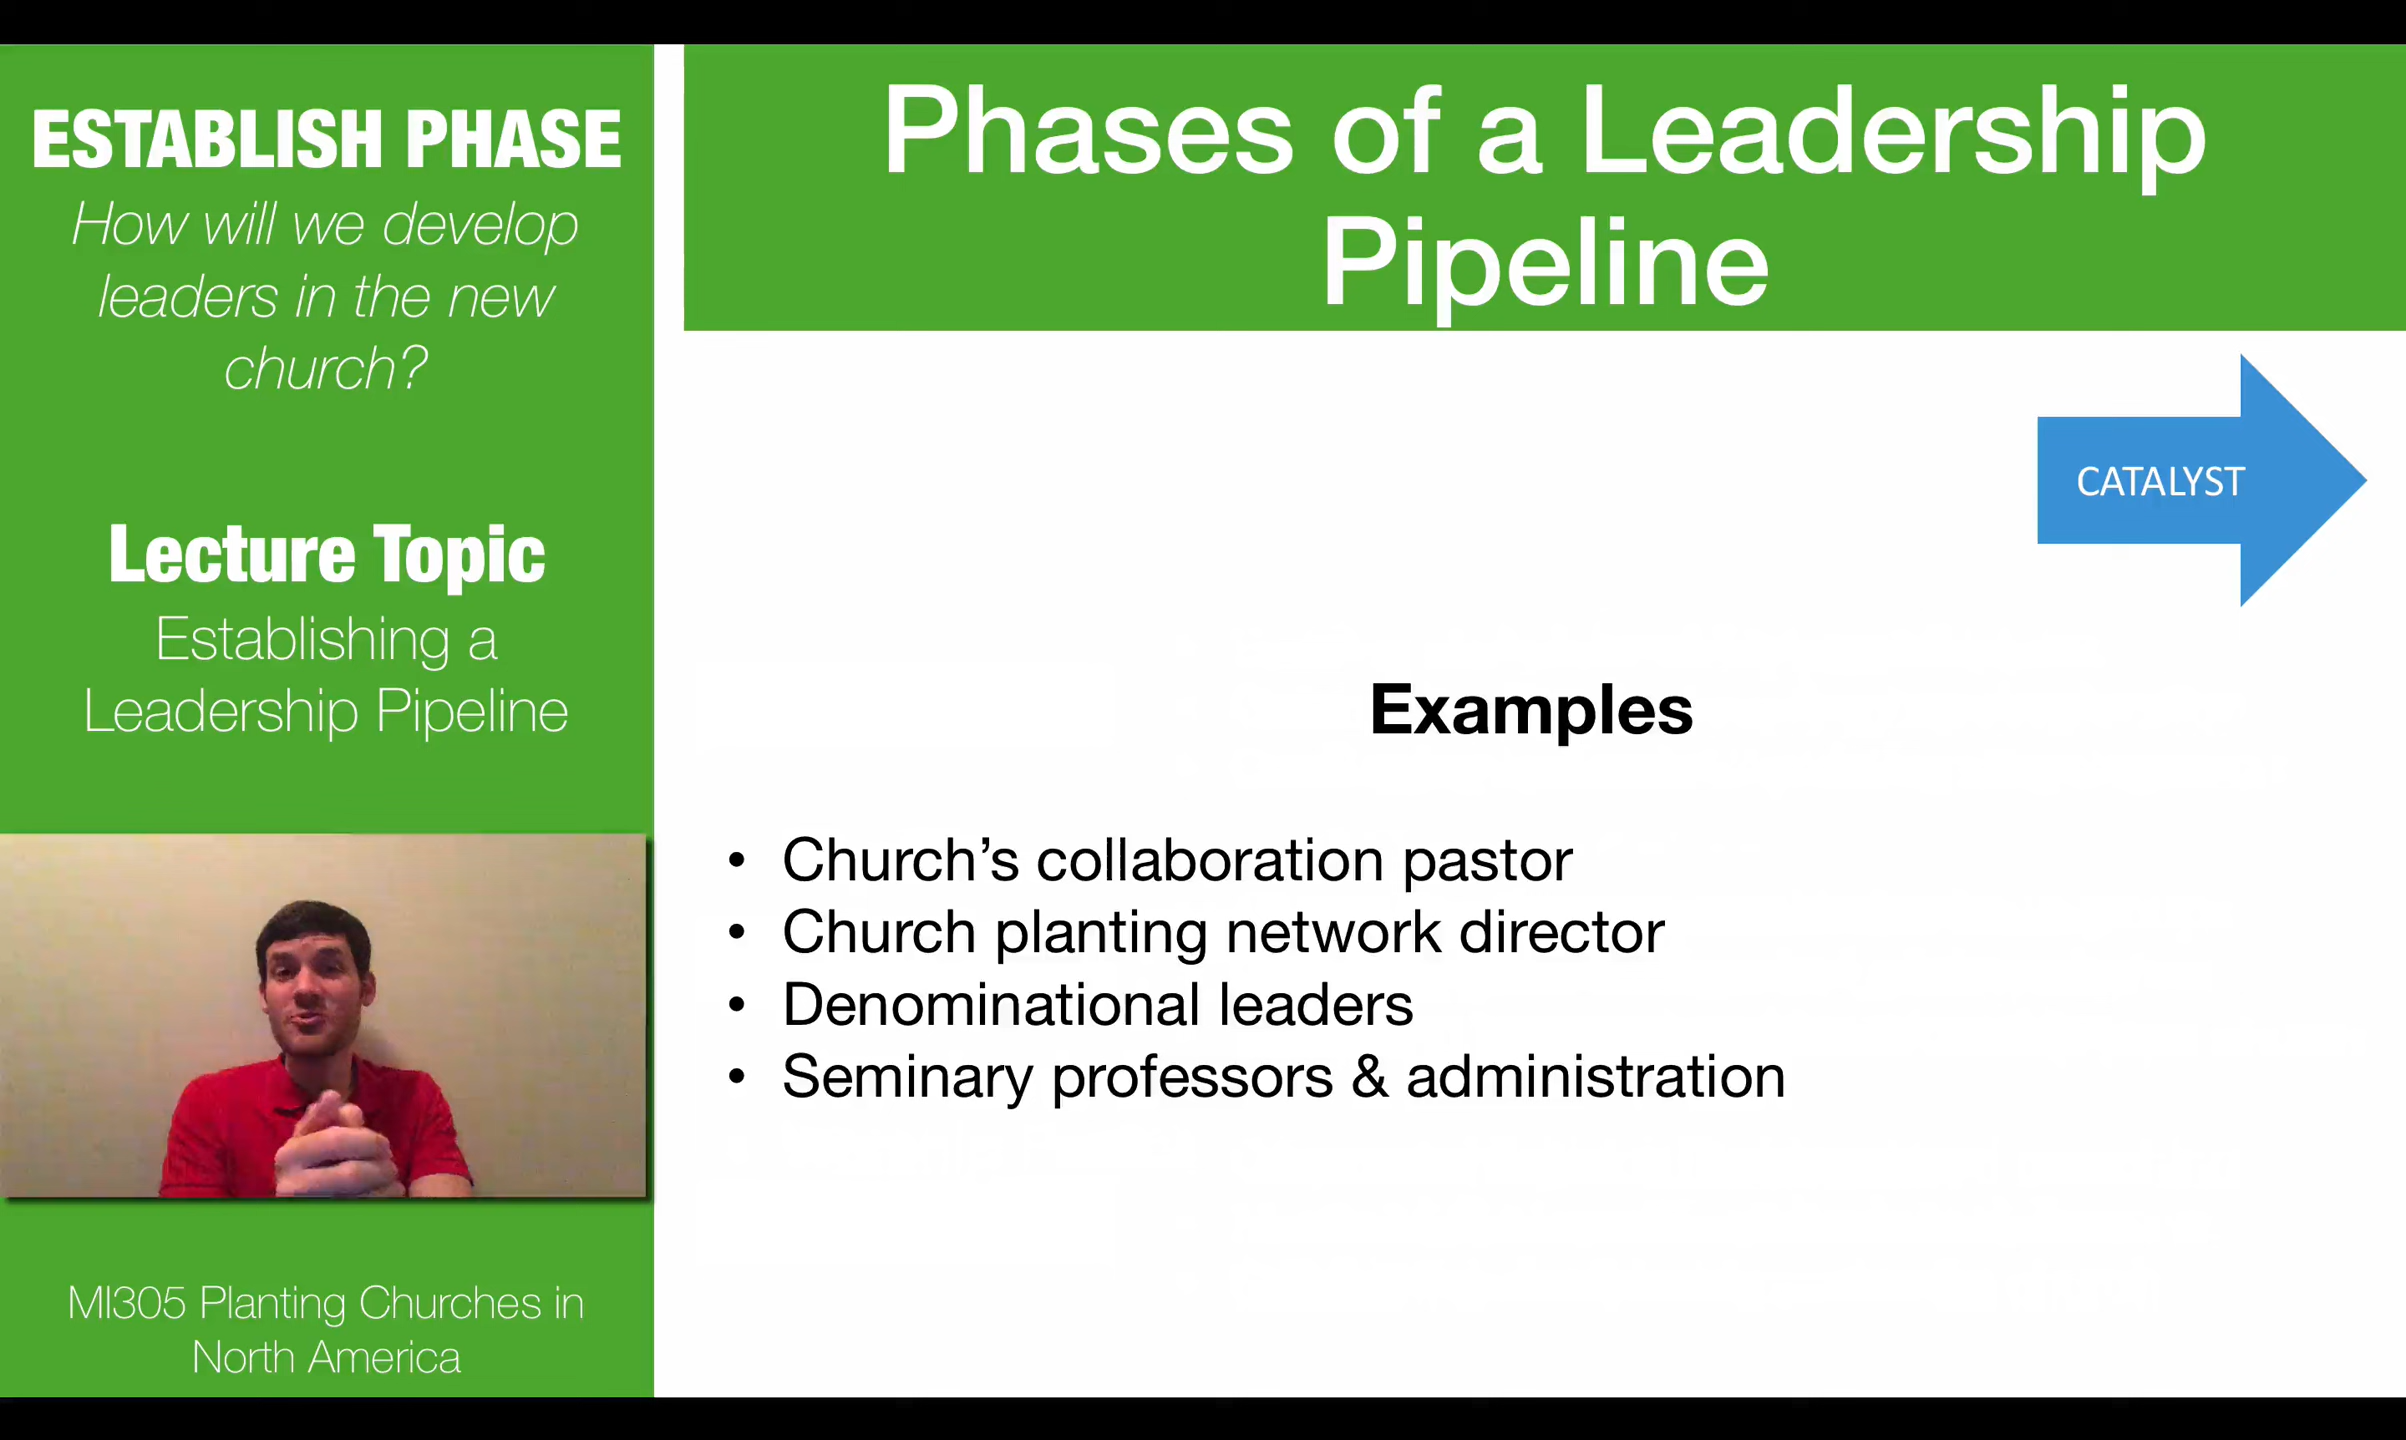 ESTABLISH PHASE
How will we develop
leaders in the new
church?
Lecture Topic
Establishing a
Leadership Pipeline
MI305 Planting Churches in
North America
Phases of a Leadership
Pipeline
CATALYST
Examples
• Church’s collaboration pastor
• Church planting network director
• Denominational leaders
• Seminary professors & administration